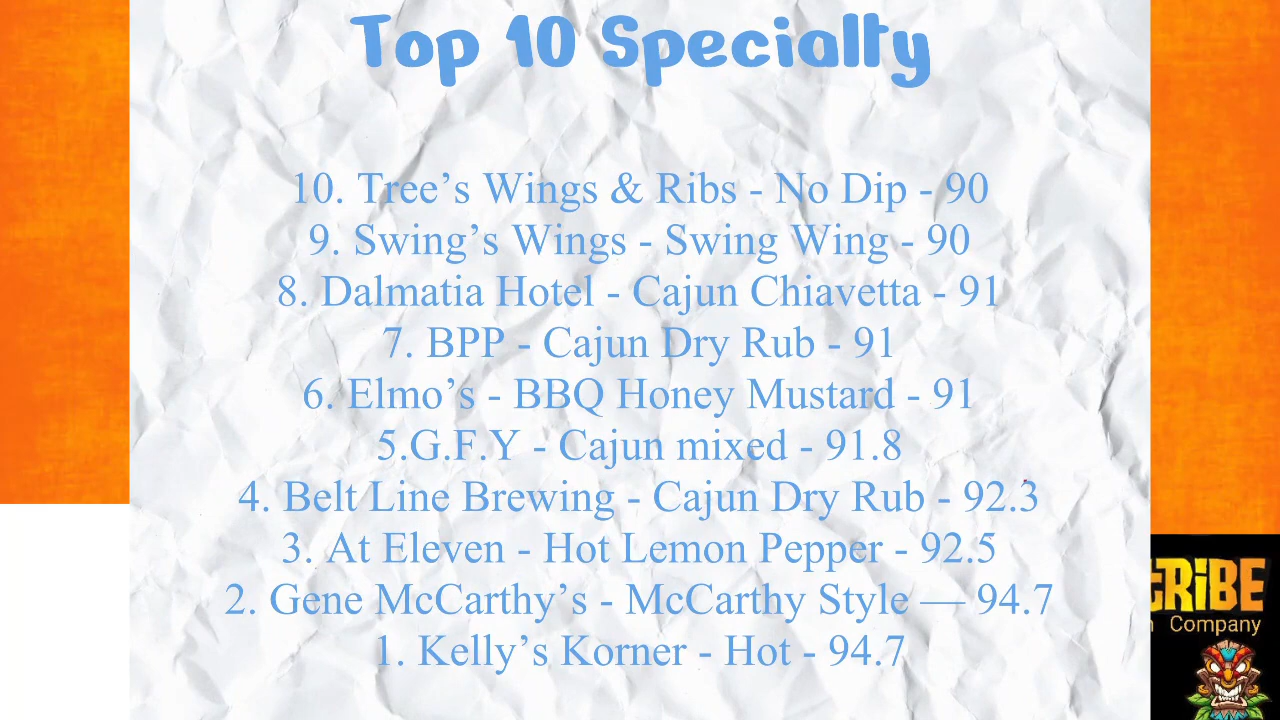 Top 10 Specialty
10. Tree’s Wings & Ribs - No Dip - 90
9. Swing’s Wings - Swing Wing - 90
8. Dalmatia Hotel - Cajun Chiavetta - 91
7. BPP - Cajun Dry Rub - 91
6. Elmo’s - BBQ Honey Mustard - 91
5.G.F.Y - Cajun mixed - 91.8
4. Belt Line Brewing - Cajun Dry Rub - 92.3
3. At Eleven - Hot Lemon Pepper - 92.5
2. Gene McCarthy’s - McCarthy Style — 94.7
1. Kelly’s Korner - Hot - 94.7
Company